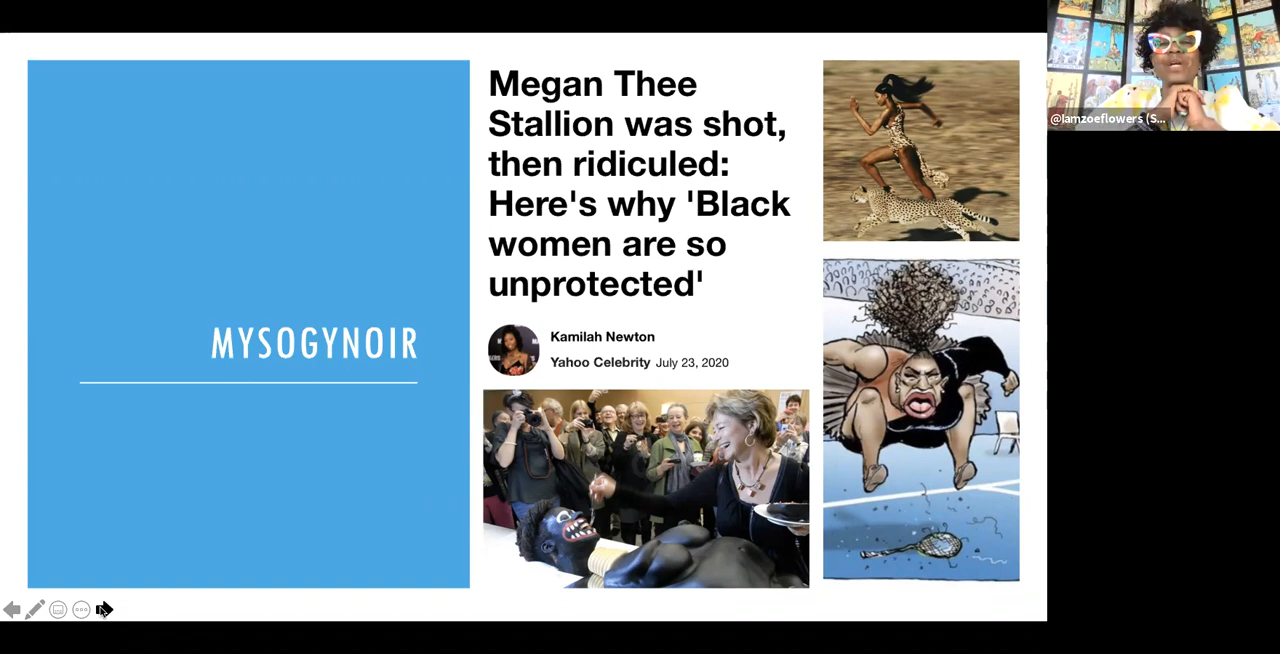 MYSOGYNOIR
Megan Thee
Stallion was shot,
then ridiculed:
Here's why 'Black
women are so
unprotected'
Kamilah Newton
Yahoo Celebrity July 23, 2020
@Iamzoeflowers (S...